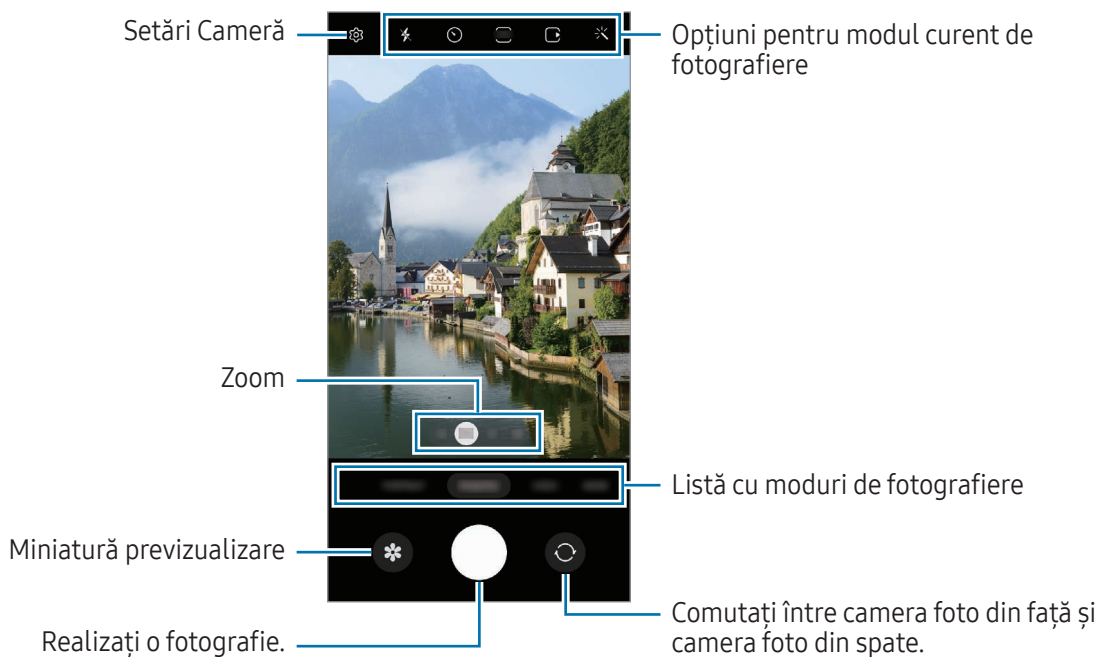 Setări Cameră
Opțiuni pentru modul curent de
fotografiere
Zoom
Listă cu moduri de fotografiere
Miniatură previzualizare
Comutați între camera foto din față și
camera foto din spate.
Realizați o fotografie.